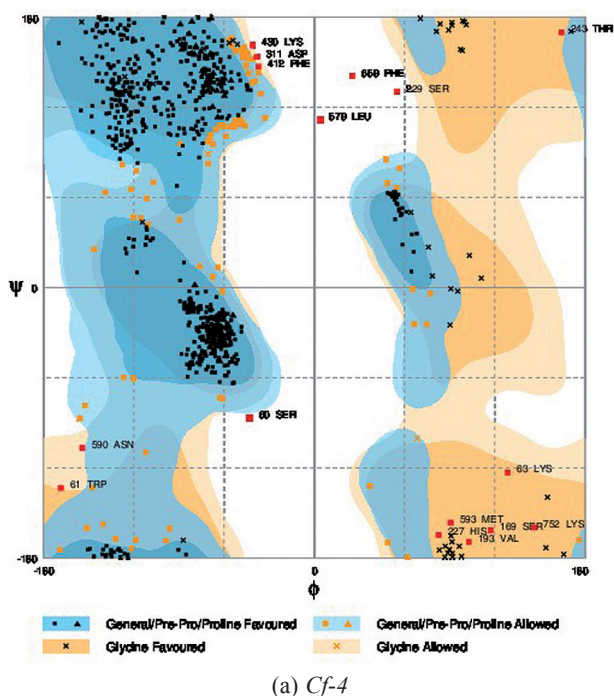 180
430 LYS
311 ASP
412 PHE
243 THR
659 PHE
229 SER
579 LEU
Ψ
0
60 SER
590 ASN
61 TRP
63 LYS
593 MET
752 LYS
169 SER
227 HIS
193 VAL
-180
-180
0
180
ϕ
General/Pre-Pro/Proline Favoured
General/Pre-Pro/Proline Allowed
Glycine Favoured
Glycine Allowed
(a) Cf-4